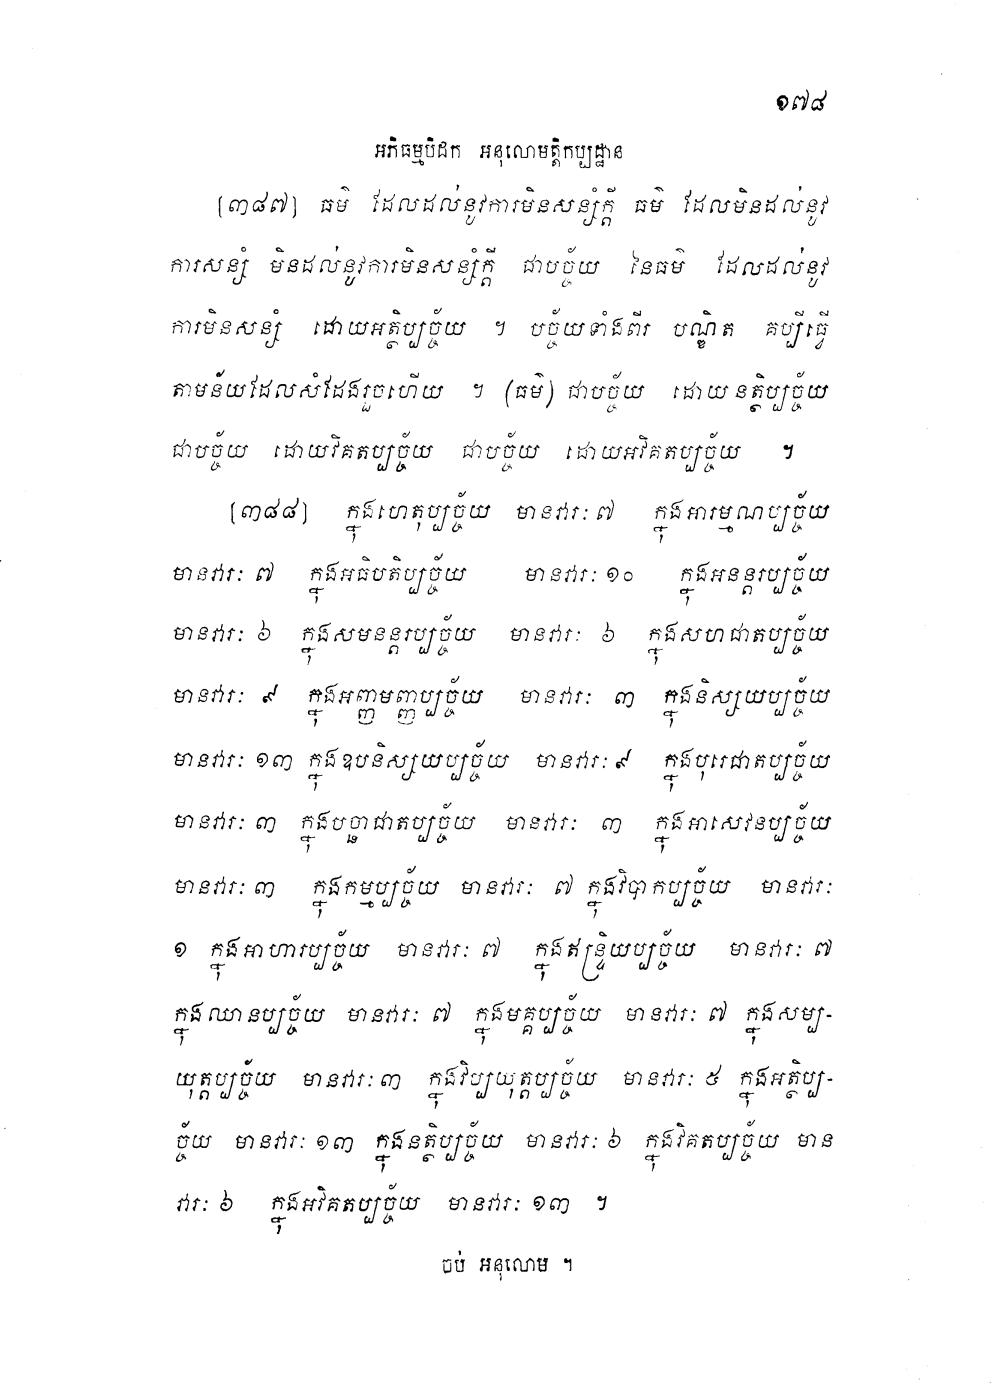 ១៧៨
អភិធម្មបិដក អនុលោមត្តិកប្បដ្ឋាន
[៣៨៧] ធម៌ ដែលដល់នូវការមិនសន្សំក្តី ធម៌ ដែលមិនដល់នូវ
ការសន្សំ មិនដល់នូវការមិនសន្សំក្តី ជាបច្ច័យ នៃធម៌ ដែលដល់នូវ
ការមិនសន្សំ ដោយអត្ថិប្បច្ច័យ ។ បច្ច័យទាំងពីរ បណ្ឌិត គប្បីធ្វើ
តាមន័យដែលសំដែងរួចហើយ ។ (ធម៌) ជាបច្ច័យ ដោយនត្ថិប្បច្ច័យ
ជាបច្ច័យ ដោយវិគតប្បច្ច័យ ជាបច្ច័យ ដោយអវិគតប្បច្ច័យ ។
[៣៨៨] ក្នុងហេតុប្បច្ច័យ មានវារៈ ៧ ក្នុងអារម្មណប្បច្ច័យ
មានវារៈ ៧ ក្នុងអធិបតិប្បច្ច័យ មានវារៈ ១០ ក្នុងអនន្តរប្បច្ច័យ
មានវារៈ ៦ ក្នុងសមនន្តរប្បច្ច័យ មានវារៈ ៦ ក្នុងសហជាតប្បច្ច័យ
មានវារៈ ៩ ក្នុងអញ្ញមញ្ញប្បច្ច័យ មានវារៈ ៣ ក្នុងនិស្សយប្បច្ច័យ
មានវារៈ ១៣ ក្នុងឧបនិស្សយប្បច្ច័យ មានវារៈ ៩ ក្នុងបុរេជាតប្បច្ច័យ
មានវារៈ ៣ ក្នុងបច្ឆាជាតប្បច្ច័យ មានវារៈ ៣ ក្នុងអាសេវនប្បច្ច័យ
មានវារៈ ៣ ក្នុងកម្មប្បច្ច័យ មានវារៈ ៧ ក្នុងវិបាកប្បច្ច័យ មានវារៈ
១ ក្នុងអាហារប្បច្ច័យ មានវារៈ ៧ ក្នុងឥន្ទ្រិយប្បច្ច័យ មានវារៈ ៧
ក្នុងឈានប្បច្ច័យ មានវារៈ ៧ ក្នុងមគ្គប្បច្ច័យ មានវារៈ ៧ ក្នុងសម្ប-
យុត្តប្បច្ច័យ មានវារៈ ៣ ក្នុងវិប្បយុត្តប្បច្ច័យ មានវារៈ ៥ ក្នុងអត្ថិប្ប-
ច្ច័យ មានវារៈ ១៣ ក្នុងនត្ថិប្បច្ច័យ មានវារៈ ៦ ក្នុងវិគតប្បច្ច័យ មាន
វារៈ ៦ ក្នុងអវិគតប្បច្ច័យ មានវារៈ ១៣ ។
ចប់ អនុលោម ។